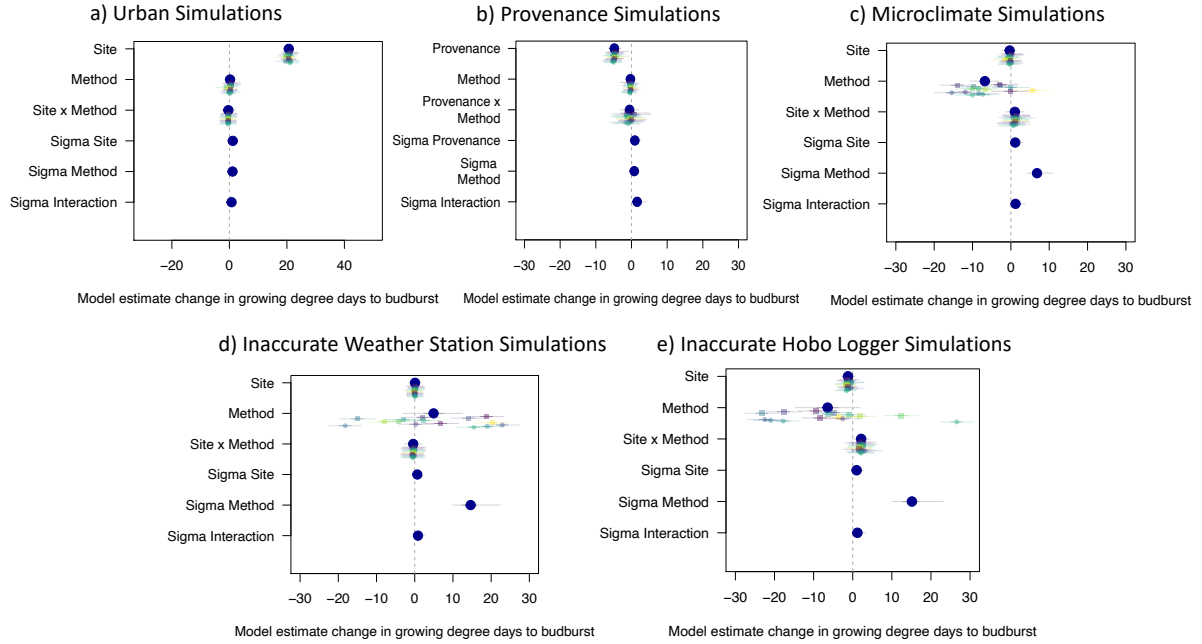 a) Urban Simulations
Site
Method
Site x Method
Sigma Site
Sigma Method
Sigma Interaction
−20 0 20 40
Model estimate change in growing degree days to budburst
b) Provenance Simulations
Provenance
Method
Provenance x
Method
Sigma Provenance
Sigma
Method
Sigma Interaction
−30 −20 −10 0 10 20 30
Model estimate change in growing degree days to budburst
c) Microclimate Simulations
Site
Method
Site x Method
Sigma Site
Sigma Method
Sigma Interaction
−30 −20 −10 0 10 20 30
Model estimate change in growing degree days to budburst
d) Inaccurate Weather Station Simulations
Site
Method
Site x Method
Sigma Site
Sigma Method
Sigma Interaction
−30 −20 −10 0 10 20 30
Model estimate change in growing degree days to budburst
e) Inaccurate Hobo Logger Simulations
Site
Method
Site x Method
Sigma Site
Sigma Method
Sigma Interaction
−30 −20 −10 0 10 20 30
Model estimate change in growing degree days to budburst